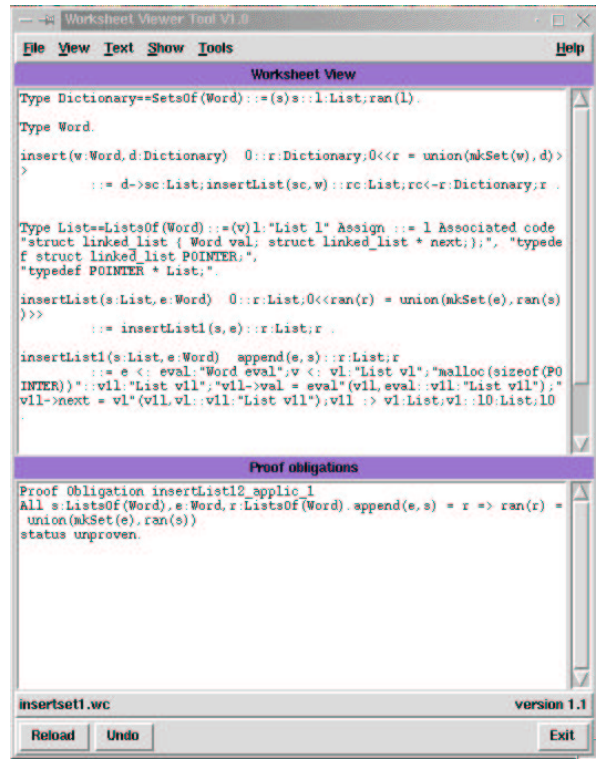 Worksheet Viewer Tool V1.0
File View Text Show Tools Help
Worksheet View
Type Dictionary==SetsOf(Word)::=(s)s::l:List;ran(l).
Type Word.
insert(w:Word,d:Dictionary) 0::r:Dictionary;0<<r = union(mkSet(w),d)>
>
::= d->sc:List;insertList(sc,w)::rc:List;rc<-r:Dictionary;r .
Type List==ListsOf(Word)::=(v)l:"List l" Assign ::= l Associated code
"struct linked_list { Word val; struct linked_list * next;};", "typede
f struct linked_list POINTER;",
"typedef POINTER * List;".
insertList(s:List,e:Word) 0::r:List;0<<ran(r) = union(mkSet(e),ran(s)
)>>
::= insertList1(s,e)::r:List;r .
insertList1(s:List,e:Word) append(e,s)::r:List;r
::= e <: eval:"Word eval";v <: vl:"List vl";"malloc(sizeof(PO
INTER))"::vll:"List vll";"vll->val = eval"(vll,eval::vll:"List vll");"
vll->next = vl"(vll,vl::vll:"List vll");vll :> vl:List;vl::l0:List;l0
.
Proof obligations
Proof Obligation insertList12_applic_1
All s:ListsOf(Word),e:Word,r:ListsOf(Word).append(e,s) = r => ran(r) =
union(mkSet(e),ran(s))
status unproven.
insertset1.wc version 1.1
Reload Undo Exit